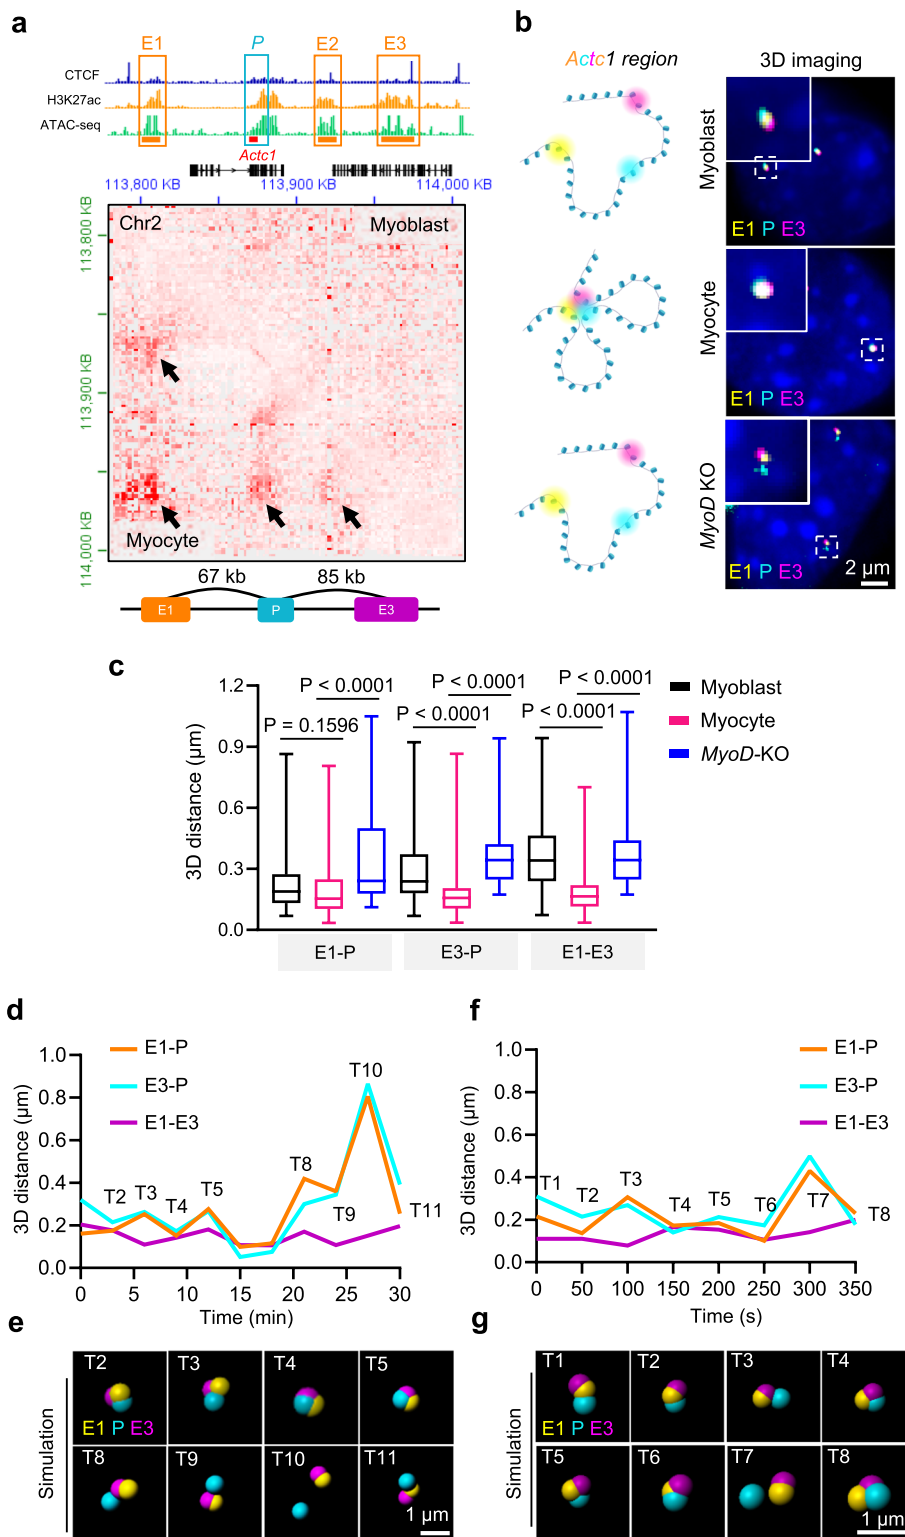 a
E1 P E2 E3
CTCF
H3K27ac
ATAC-seq
Actc1
113,800 KB 113,900 KB 114,000 KB
113,800 KB
113,900 KB
114,000 KB
Chr2 Myoblast
Myocyte
67 kb 85 kb
E1 P E3
b
Actc1 region 3D imaging
Myoblast
E1 P E3
Myocyte
E1 P E3
MyoD KO
E1 P E3
2 µm
c
3D distance (µm)
1.2
0.9
0.6
0.3
0.0
P = 0.1596
P < 0.0001
P < 0.0001
P < 0.0001
P < 0.0001
P < 0.0001
Myoblast
Myocyte
MyoD-KO
E1-P E3-P E1-E3
d
3D distance (µm)
1.0
0.8
0.6
0.4
0.2
0.0
E1-P
E3-P
E1-E3
T2 T3 T4 T5 T8 T9 T10 T11
0 5 10 15 20 25 30
Time (min)
f
3D distance (µm)
1.0
0.8
0.6
0.4
0.2
0.0
E1-P
E3-P
E1-E3
T1 T2 T3 T4 T5 T6 T7 T8
0 50 100 150 200 250 300 350
Time (s)
e
Simulation
T2 T3 T4 T5
E1 P E3
T8 T9 T10 T11
1 µm
g
Simulation
T1 T2 T3 T4
E1 P E3
T5 T6 T7 T8
1 µm